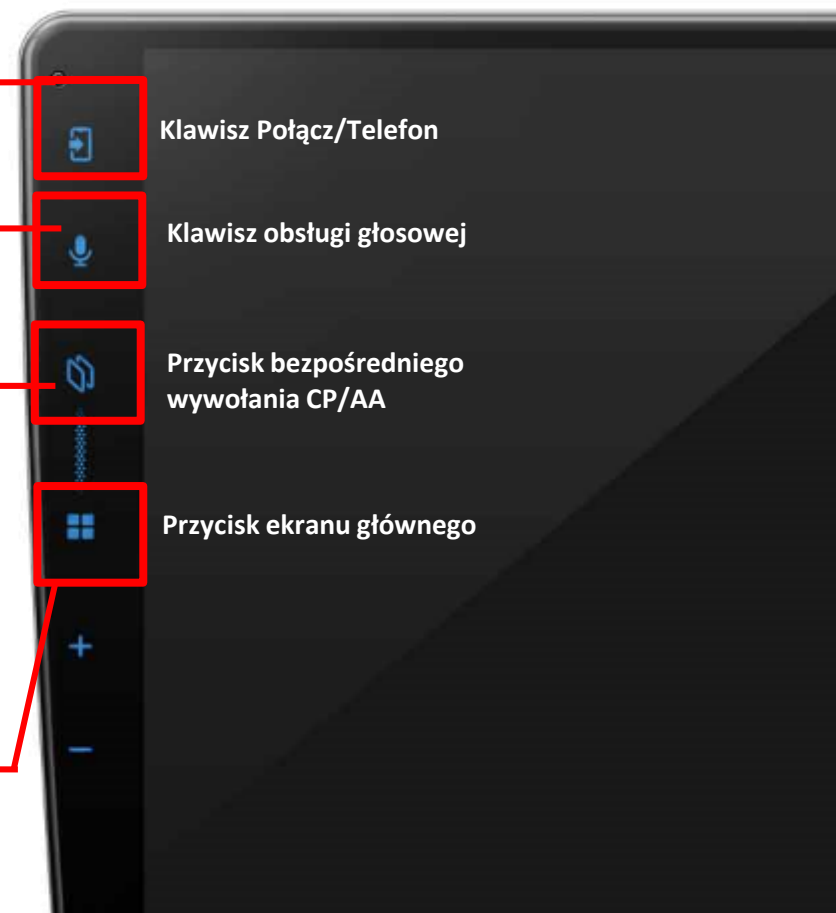 Klawisz Połącz/Telefon
Klawisz obsługi głosowej
Przycisk bezpośredniego
wywołania CP/AA
Przycisk ekranu głównego
+
−